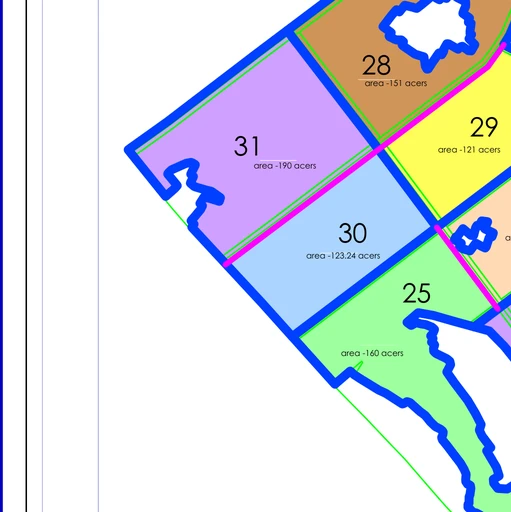 28
area -151 acers
29
area -121 acers
31
area -190 acers
30
area -123.24 acers
25
area -160 acers